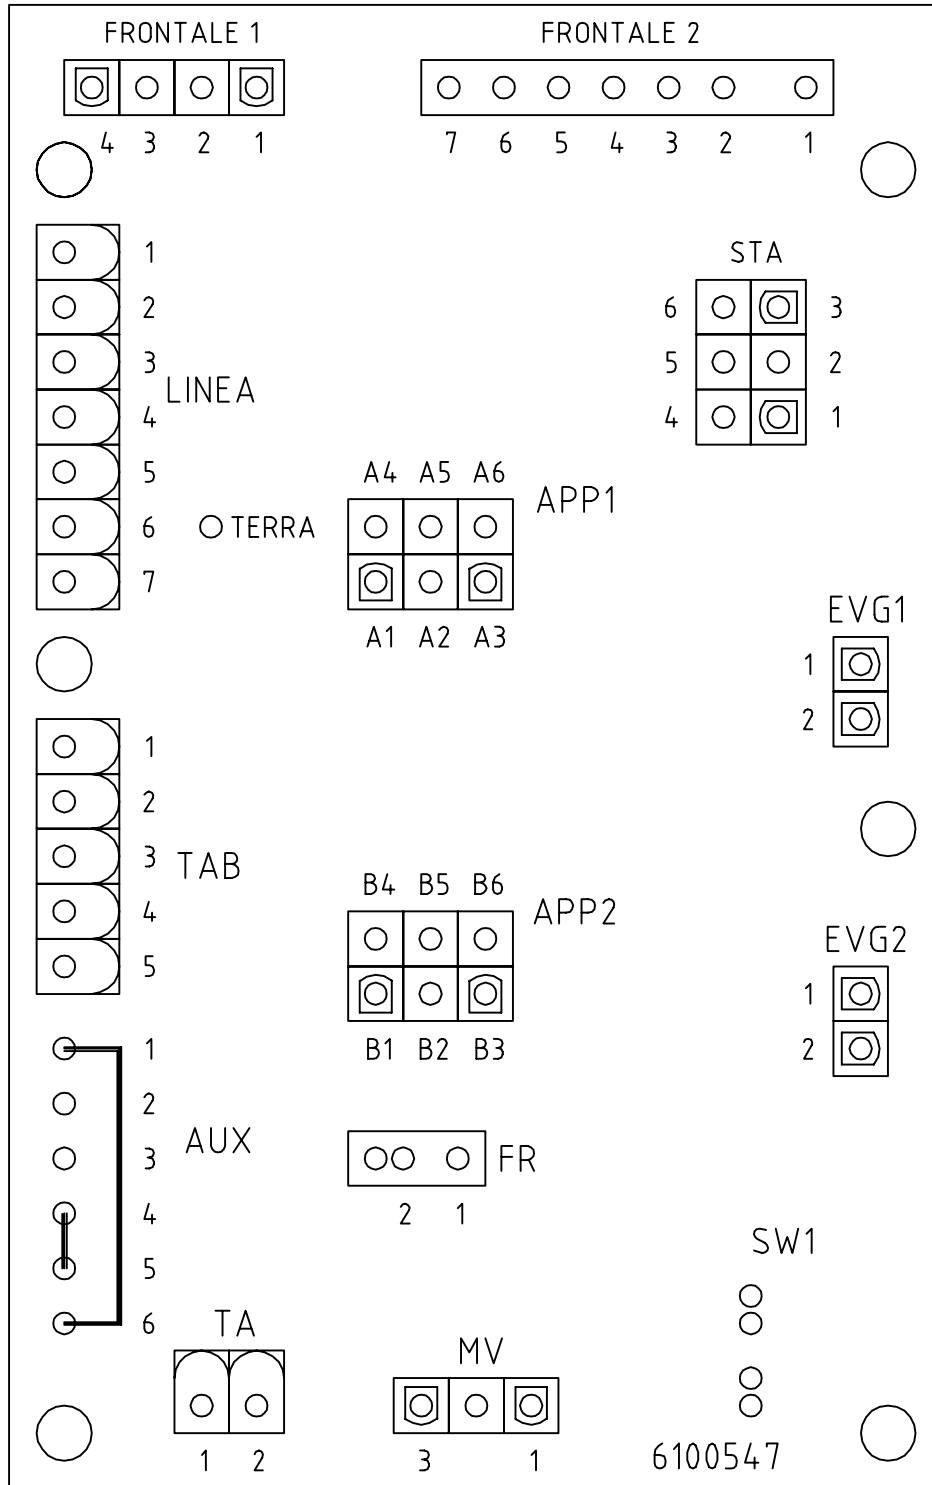 FRONTALE 1
FRONTALE 2
4 3 2 1
7 6 5 4 3 2 1
1
2
3
4
5
6
7
LINEA
STA
6 3
5 2
4 1
A4 A5 A6
APP1
TERRA
A1 A2 A3
EVG1
1
2
1
2
3
4
5
TAB
B4 B5 B6
APP2
B1 B2 B3
EVG2
1
2
1
2
3
4
5
6
AUX
FR
2 1
SW1
TA
1 2
MV
3 1
6100547